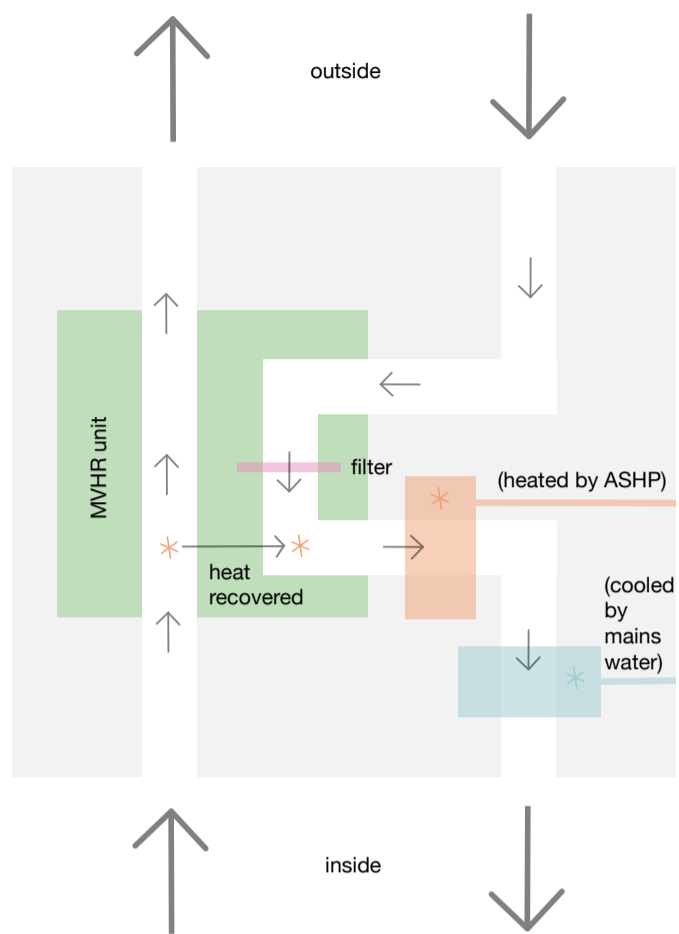 outside
MVHR unit
filter
(heated by ASHP)
heat
recovered
(cooled
by
mains
water)
inside